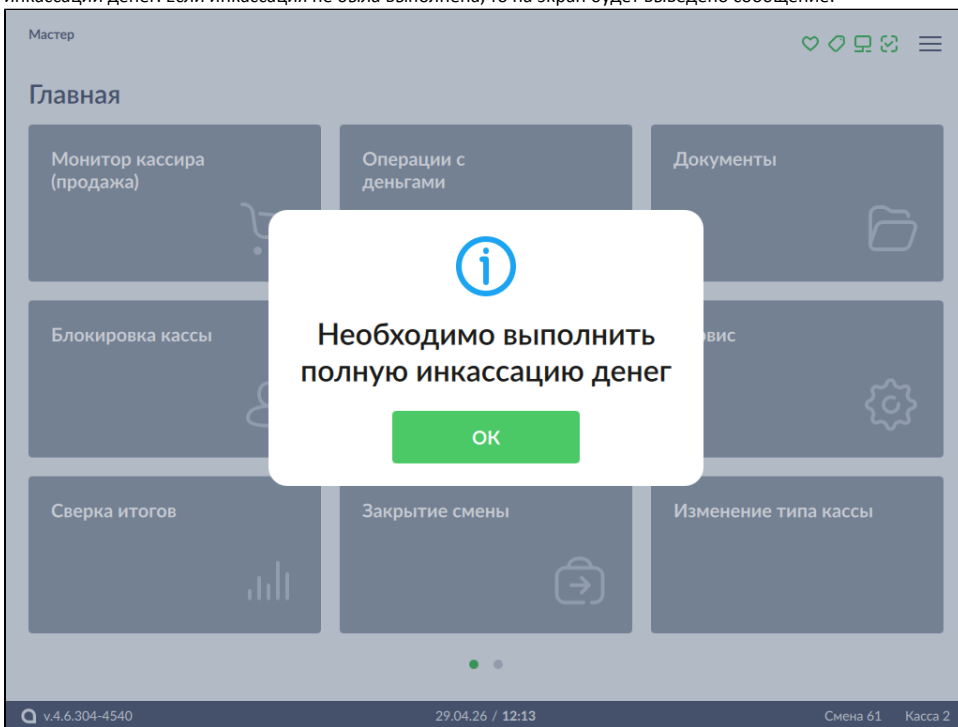 инкассации денег. Если инкассация не была выполнена, то на экран будет выведено сообщение:
Мастер
Главная
Монитор кассира
(продажа)
Операции с
деньгами
Документы
Необходимо выполнить
полную инкассацию денег
ОК
Блокировка кассы
рвис
Сверка итогов
Закрытие смены
Изменение типа кассы
v.4.6.304-4540
29.04.26 / 12:13
Смена 61
Касса 2